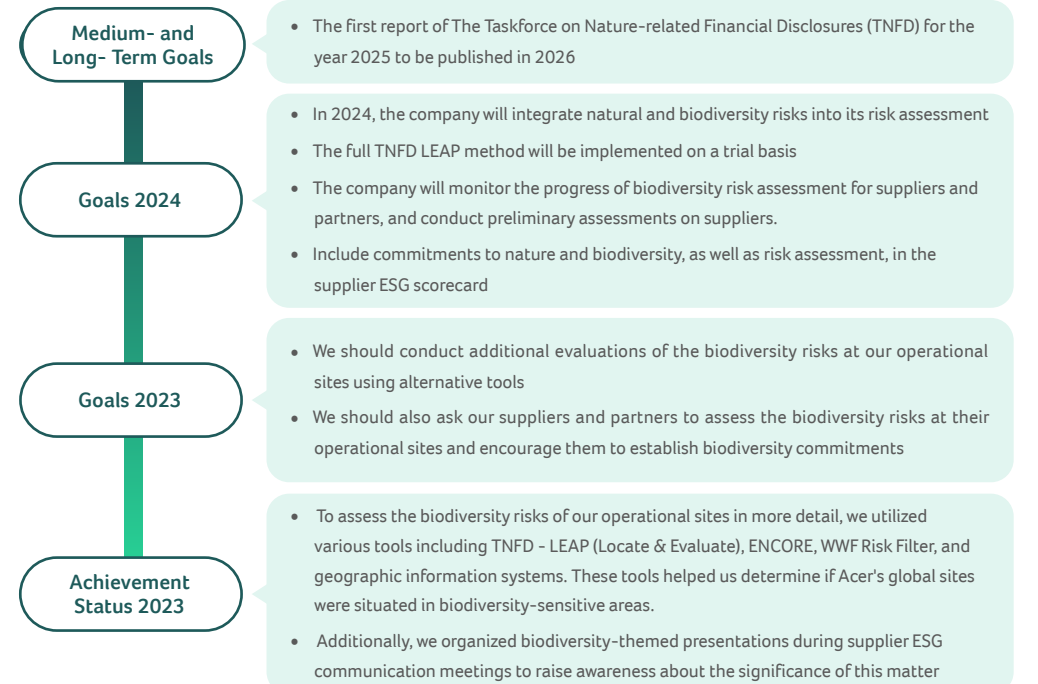 Medium- and
Long- Term Goals
• The first report of The Taskforce on Nature-related Financial Disclosures (TNFD) for the
year 2025 to be published in 2026
Goals 2024
• In 2024, the company will integrate natural and biodiversity risks into its risk assessment
• The full TNFD LEAP method will be implemented on a trial basis
• The company will monitor the progress of biodiversity risk assessment for suppliers and
partners, and conduct preliminary assessments on suppliers.
• Include commitments to nature and biodiversity, as well as risk assessment, in the
supplier ESG scorecard
Goals 2023
• We should conduct additional evaluations of the biodiversity risks at our operational
sites using alternative tools
• We should also ask our suppliers and partners to assess the biodiversity risks at their
operational sites and encourage them to establish biodiversity commitments
Achievement
Status 2023
• To assess the biodiversity risks of our operational sites in more detail, we utilized
various tools including TNFD - LEAP (Locate & Evaluate), ENCORE, WWF Risk Filter, and
geographic information systems. These tools helped us determine if Acer's global sites
were situated in biodiversity-sensitive areas.
• Additionally, we organized biodiversity-themed presentations during supplier ESG
communication meetings to raise awareness about the significance of this matter